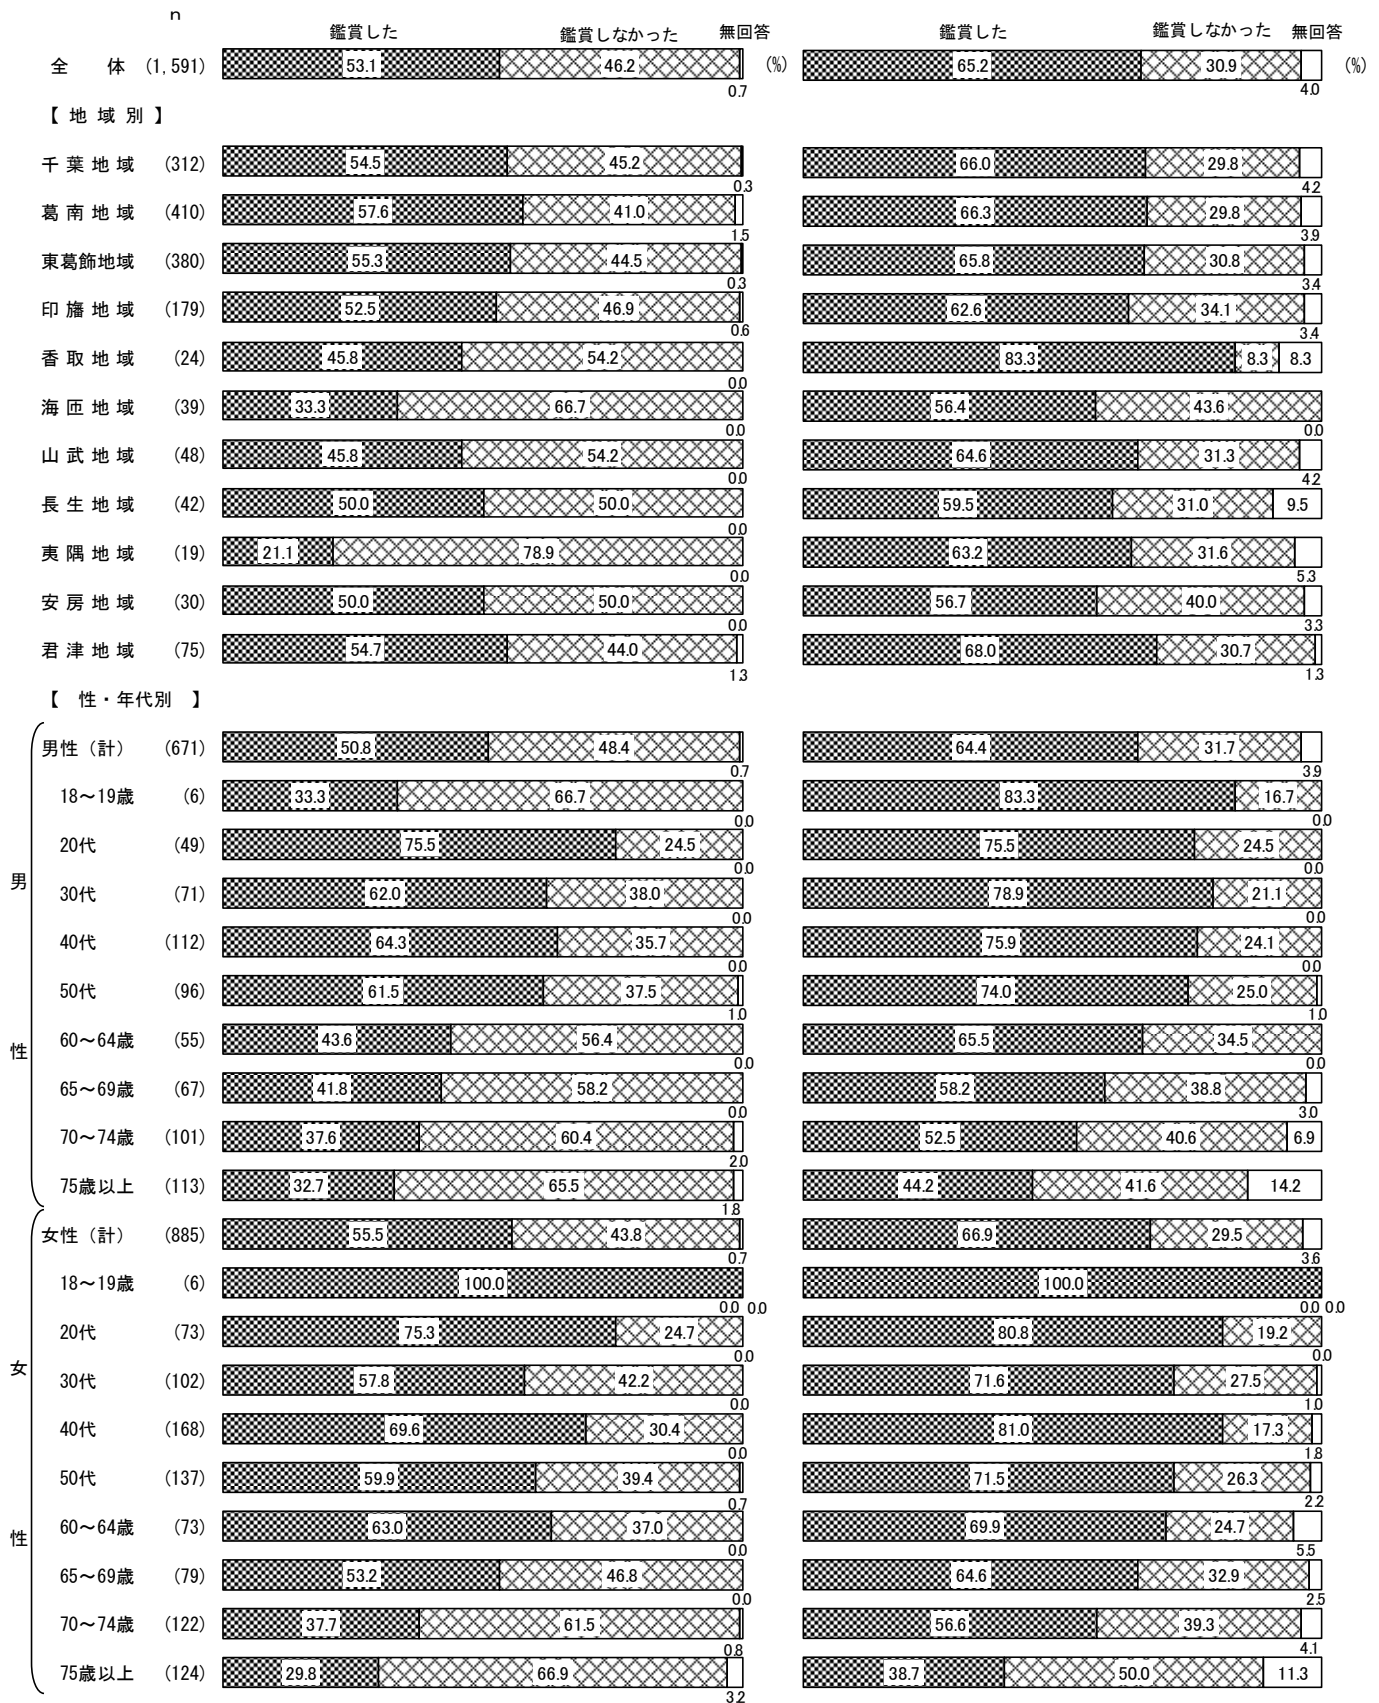 n
鑑賞した 鑑賞しなかった 無回答 鑑賞した 鑑賞しなかった 無回答
全 体 (1,591) 53.1 46.2 (%) 65.2 30.9 (%)
0.7 4.0
【 地 域 別 】
千葉地域 (312) 54.5 45.2 66.0 29.8
0.3 4.2
葛南地域 (410) 57.6 41.0 66.3 29.8
1.5 3.9
東葛飾地域 (380) 55.3 44.5 65.8 30.8
0.3 3.4
印旛地域 (179) 52.5 46.9 62.6 34.1
0.6 3.4
香取地域 (24) 45.8 54.2 83.3 8.3 8.3
0.0
海匝地域 (39) 33.3 66.7 56.4 43.6
0.0 0.0
山武地域 (48) 45.8 54.2 64.6 31.3
0.0 4.2
長生地域 (42) 50.0 50.0 59.5 31.0 9.5
0.0
夷隅地域 (19) 21.1 78.9 63.2 31.6
0.0 5.3
安房地域 (30) 50.0 50.0 56.7 40.0
0.0 3.3
君津地域 (75) 54.7 44.0 68.0 30.7
1.3 1.3
【 性・年代別 】
男性（計） (671) 50.8 48.4 64.4 31.7
0.7 3.9
18～19歳 (6) 33.3 66.7 83.3 16.7
0.0 0.0
20代 (49) 75.5 24.5 75.5 24.5
0.0 0.0
男
30代 (71) 62.0 38.0 78.9 21.1
0.0 0.0
40代 (112) 64.3 35.7 75.9 24.1
0.0 0.0
50代 (96) 61.5 37.5 74.0 25.0
1.0 1.0
60～64歳 (55) 43.6 56.4 65.5 34.5
性
0.0 0.0
65～69歳 (67) 41.8 58.2 58.2 38.8
0.0 3.0
70～74歳 (101) 37.6 60.4 52.5 40.6 6.9
2.0
75歳以上 (113) 32.7 65.5 44.2 41.6 14.2
1.8
女性（計） (885) 55.5 43.8 66.9 29.5
0.7 3.6
18～19歳 (6) 100.0 100.0
0.0 0.0 0.0 0.0
20代 (73) 75.3 24.7 80.8 19.2
0.0 0.0
女
30代 (102) 57.8 42.2 71.6 27.5
0.0 1.0
40代 (168) 69.6 30.4 81.0 17.3
0.0 1.8
50代 (137) 59.9 39.4 71.5 26.3
0.7 2.2
60～64歳 (73) 63.0 37.0 69.9 24.7
性
0.0 5.5
65～69歳 (79) 53.2 46.8 64.6 32.9
0.0 2.5
70～74歳 (122) 37.7 61.5 56.6 39.3
0.8 4.1
75歳以上 (124) 29.8 66.9 38.7 50.0 11.3
3.2